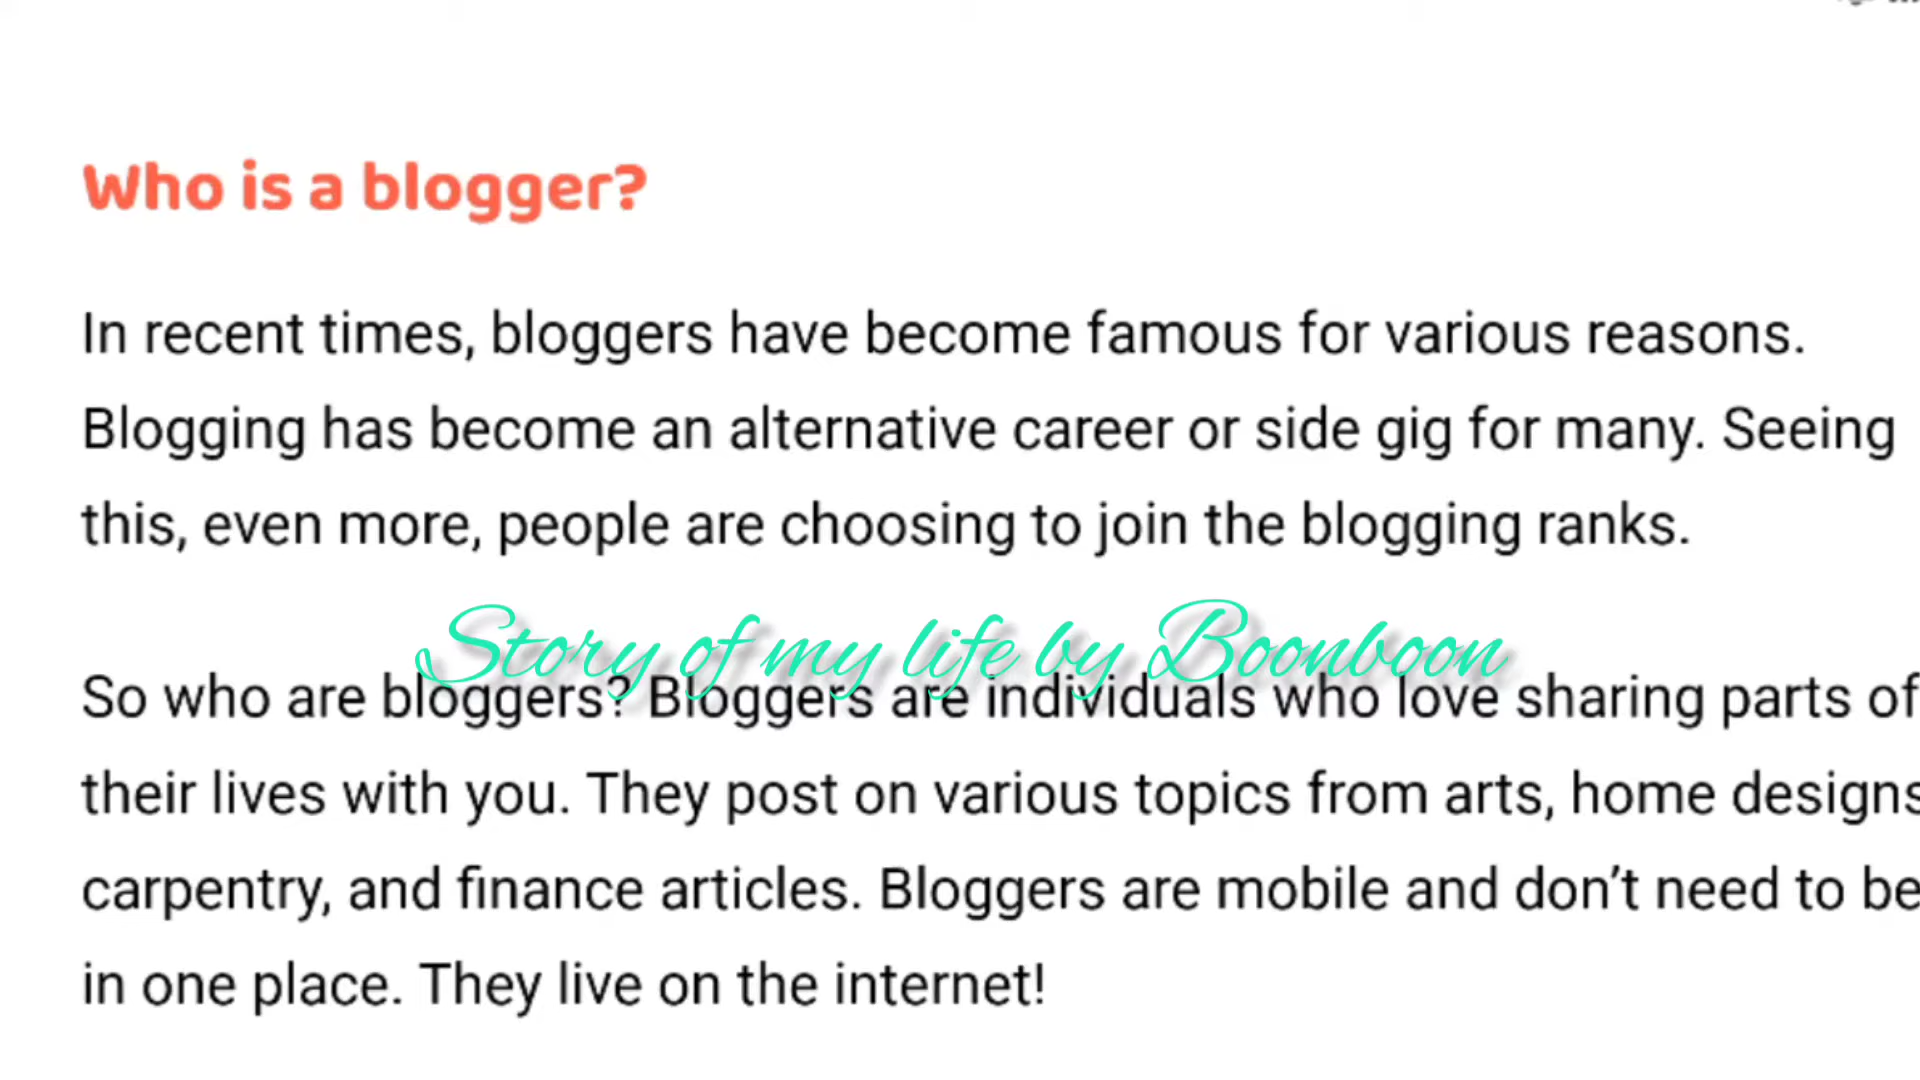 Who is a blogger?
In recent times, bloggers have become famous for various reasons.
Blogging has become an alternative career or side gig for many. Seeing
this, even more, people are choosing to join the blogging ranks.
Story of my life by Boonboon
So who are bloggers? Bloggers are individuals who love sharing parts of
their lives with you. They post on various topics from arts, home designs
carpentry, and finance articles. Bloggers are mobile and don’t need to be
in one place. They live on the internet!